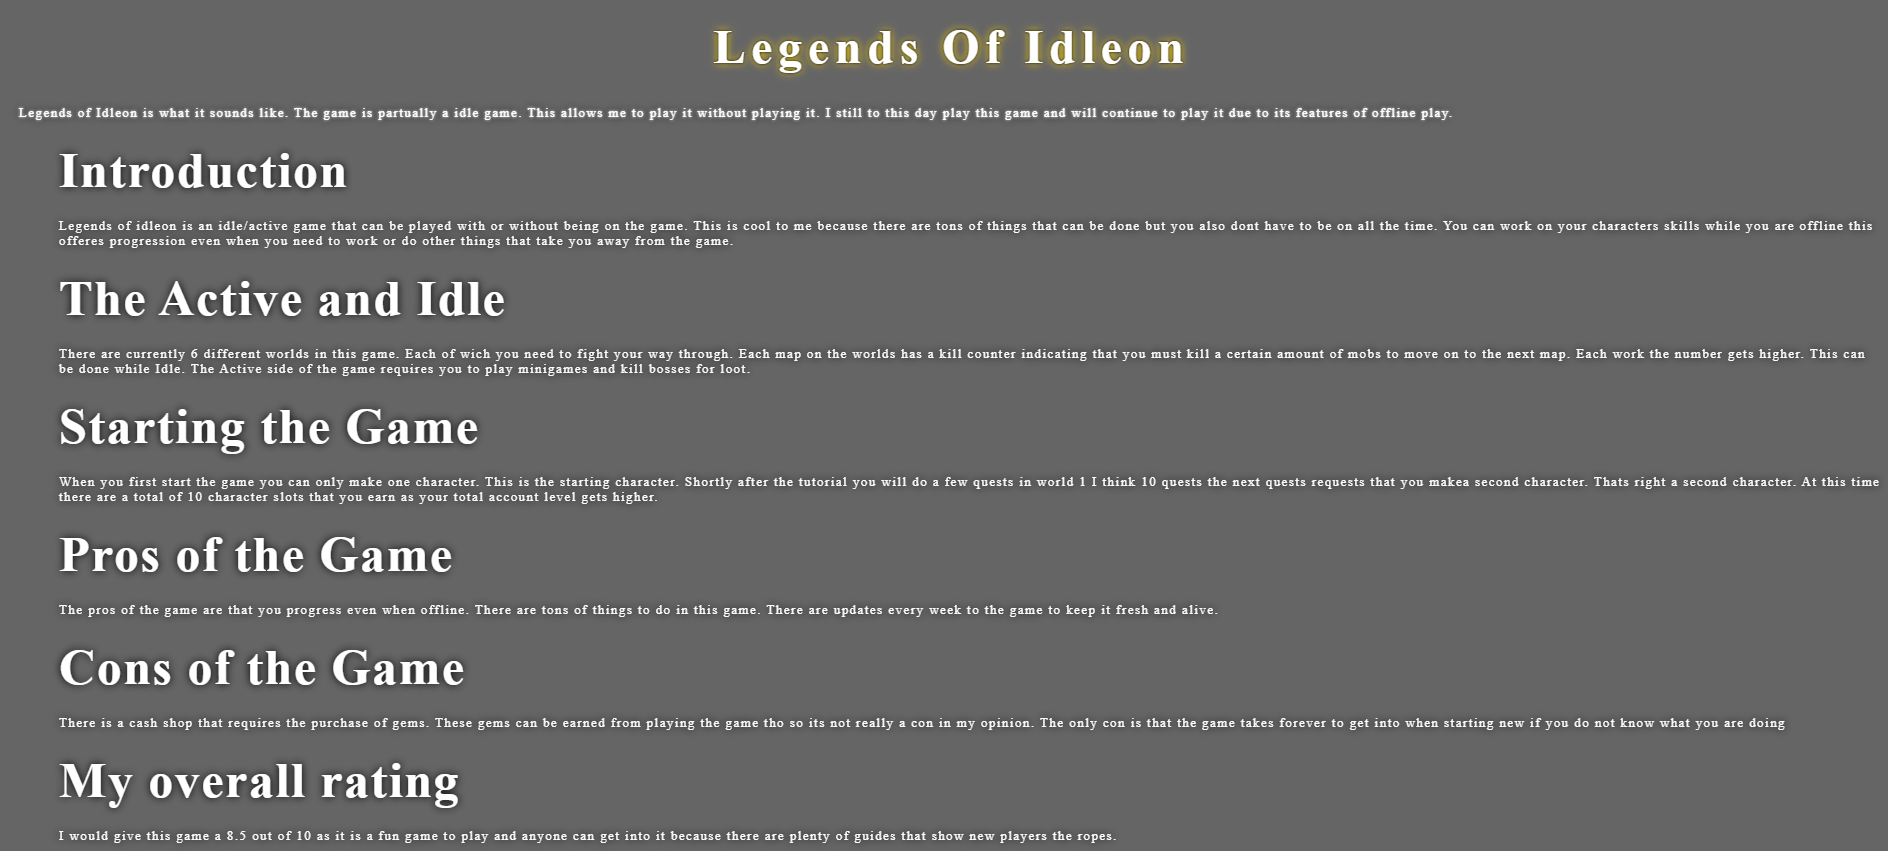 Legends Of Idleon
Legends of Idleon is what it sounds like. The game is partually a idle game. This allows me to play it without playing it. I still to this day play this game and will continue to play it due to its features of offline play.
Introduction
Legends of idleon is an idle/active game that can be played with or without being on the game. This is cool to me because there are tons of things that can be done but you also dont have to be on all the time. You can work on your characters skills while you are offline this
offeres progression even when you need to work or do other things that take you away from the game.
The Active and Idle
There are currently 6 different worlds in this game. Each of wich you need to fight your way through. Each map on the worlds has a kill counter indicating that you must kill a certain amount of mobs to move on to the next map. Each work the number gets higher. This can
be done while Idle. The Active side of the game requires you to play minigames and kill bosses for loot.
Starting the Game
When you first start the game you can only make one character. This is the starting character. Shortly after the tutorial you will do a few quests in world 1 I think 10 quests the next quests requests that you makea second character. Thats right a second character. At this time
there are a total of 10 character slots that you earn as your total account level gets higher.
Pros of the Game
The pros of the game are that you progress even when offline. There are tons of things to do in this game. There are updates every week to the game to keep it fresh and alive.
Cons of the Game
There is a cash shop that requires the purchase of gems. These gems can be earned from playing the game tho so its not really a con in my opinion. The only con is that the game takes forever to get into when starting new if you do not know what you are doing
My overall rating
I would give this game a 8.5 out of 10 as it is a fun game to play and anyone can get into it because there are plenty of guides that show new players the ropes.